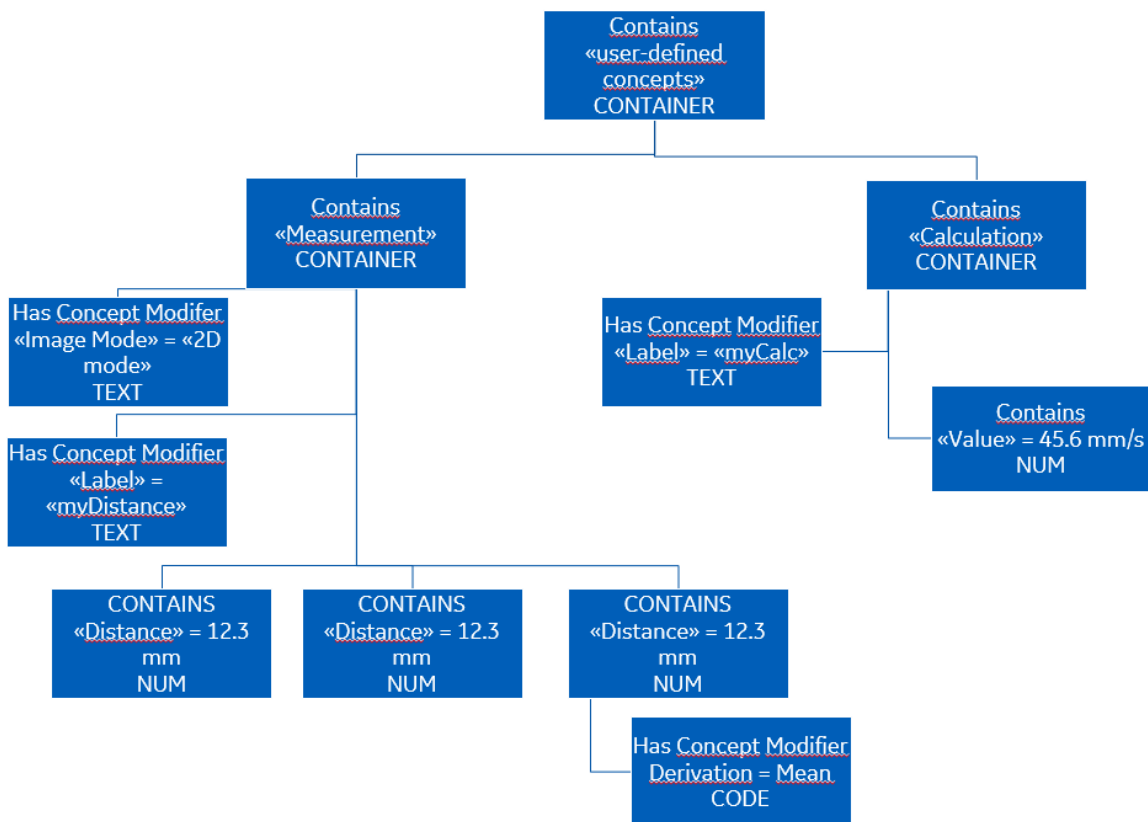 Contains
«user-defined
concepts»
CONTAINER
Contains
«Measurement»
CONTAINER
Contains
«Calculation»
CONTAINER
Has Concept Modifer
«Image Mode» = «2D
mode»
TEXT
Has Concept Modifier
«Label» = «myCalc»
TEXT
Contains
«Value» = 45.6 mm/s
NUM
Has Concept Modifier
«Label» =
«myDistance»
TEXT
CONTAINS
«Distance» = 12.3
mm
NUM
CONTAINS
«Distance» = 12.3
mm
NUM
CONTAINS
«Distance» = 12.3
mm
NUM
Has Concept Modifier
Derivation = Mean
CODE